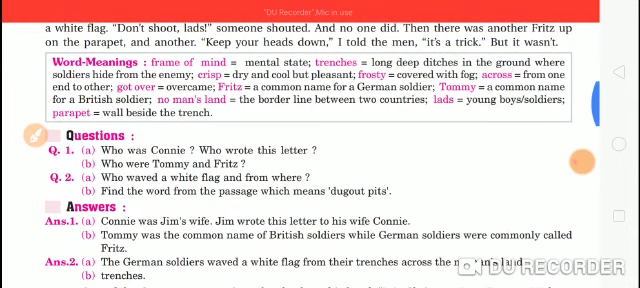 "DU Recorder",Mic in use
a white flag. "Don't shoot, lads!" someone shouted. And no one did. Then there was another Fritz up
on the parapet, and another. "Keep your heads down," I told the men, "it's a trick." But it wasn't.
Word-Meanings : frame of mind = mental state; trenches = long deep ditches in the ground where
soldiers hide from the enemy; crisp = dry and cool but pleasant; frosty = covered with fog; across = from one
end to other; got over = overcame; Fritz = a common name for a German soldier; Tommy = a common name
for a British soldier; no man's land = the border line between two countries; lads = young boys/soldiers;
parapet = wall beside the trench.
Questions :
Q. 1. (a) Who was Connie ? Who wrote this letter ?
(b) Who were Tommy and Fritz ?
Q. 2. (a) Who waved a white flag and from where ?
(b) Find the word from the passage which means 'dugout pits'.
Answers :
Ans.1. (a) Connie was Jim's wife. Jim wrote this letter to his wife Connie.
(b) Tommy was the common name of British soldiers while German soldiers were commonly called
Fritz.
Ans.2. (a) The German soldiers waved a white flag from their trenches across the land
(b) trenches.
DU RECORDER